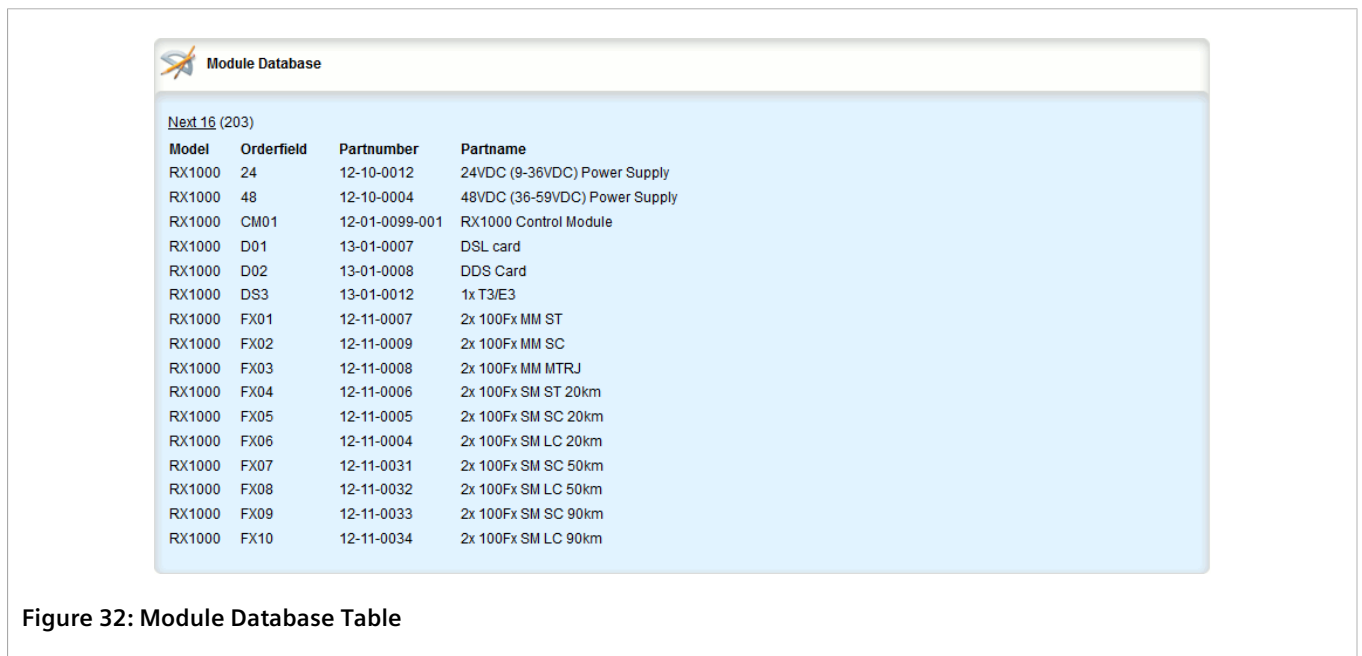 Module Database
Next 16 (203)
Model Orderfield Partnumber Partname
RX1000 24 12-10-0012 24VDC (9-36VDC) Power Supply
RX1000 48 12-10-0004 48VDC (36-59VDC) Power Supply
RX1000 CM01 12-01-0099-001 RX1000 Control Module
RX1000 D01 13-01-0007 DSL card
RX1000 D02 13-01-0008 DDS Card
RX1000 DS3 13-01-0012 1x T3/E3
RX1000 FX01 12-11-0007 2x 100Fx MM ST
RX1000 FX02 12-11-0009 2x 100Fx MM SC
RX1000 FX03 12-11-0008 2x 100Fx MM MTRJ
RX1000 FX04 12-11-0006 2x 100Fx SM ST 20km
RX1000 FX05 12-11-0005 2x 100Fx SM SC 20km
RX1000 FX06 12-11-0004 2x 100Fx SM LC 20km
RX1000 FX07 12-11-0031 2x 100Fx SM SC 50km
RX1000 FX08 12-11-0032 2x 100Fx SM LC 50km
RX1000 FX09 12-11-0033 2x 100Fx SM SC 90km
RX1000 FX10 12-11-0034 2x 100Fx SM LC 90km
Figure 32: Module Database Table